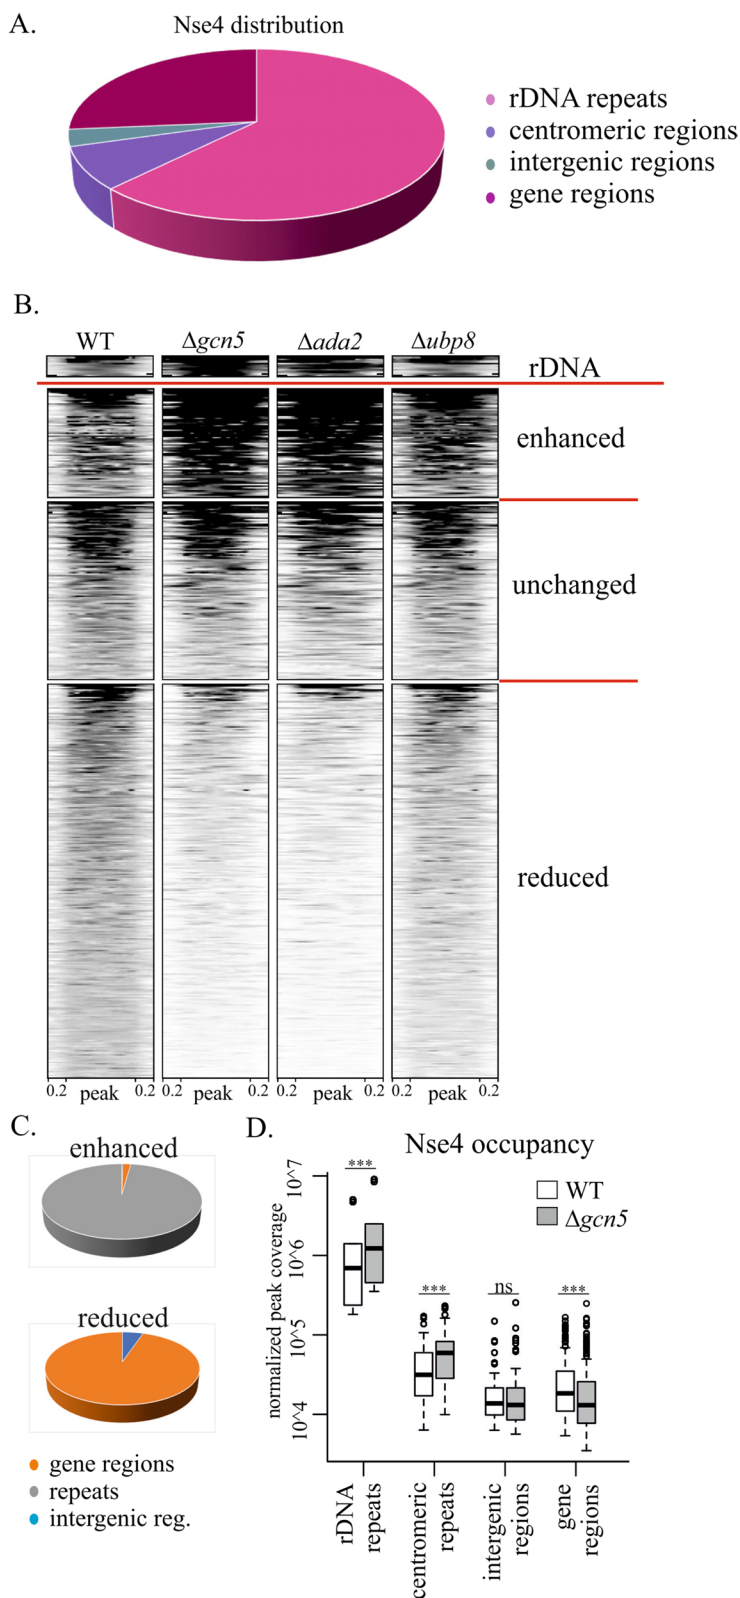 A.
Nse4 distribution
rDNA repeats
centromeric regions
intergenic regions
gene regions
B.
WT Δgcn5 Δada2 Δubp8
rDNA
enhanced
unchanged
reduced
0.2 peak 0.2 0.2 peak 0.2 0.2 peak 0.2 0.2 peak 0.2
C.
enhanced
reduced
gene regions
repeats
intergenic reg.
D.
Nse4 occupancy
normalized peak coverage
10^7
10^6
10^5
10^4
WT
Δgcn5
***
***
ns
***
rDNA
repeats
centromeric
repeats
intergenic
regions
gene
regions